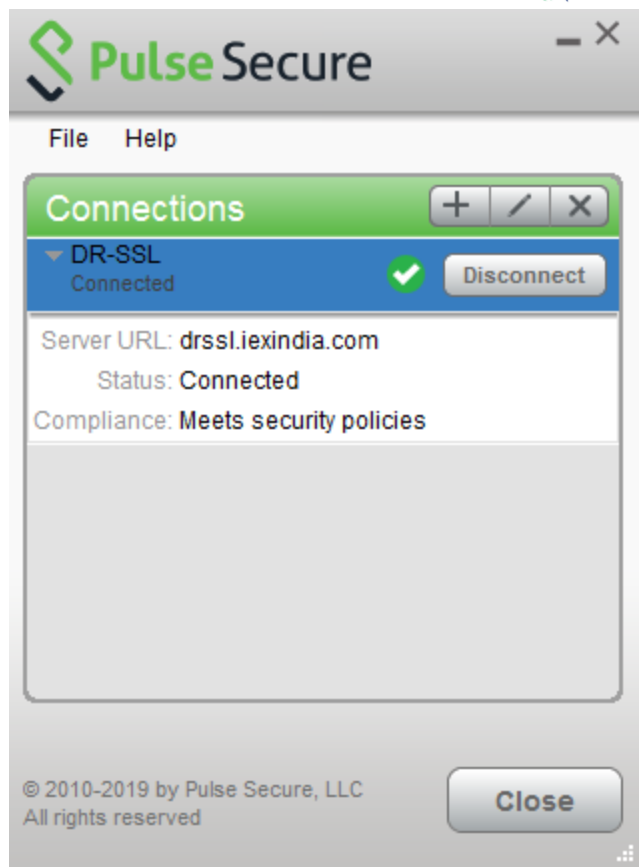 Pulse Secure
File Help
Connections
DR-SSL
Connected
Disconnect
Server URL: drssl.iexindia.com
Status: Connected
Compliance: Meets security policies
© 2010-2019 by Pulse Secure, LLC
All rights reserved
Close